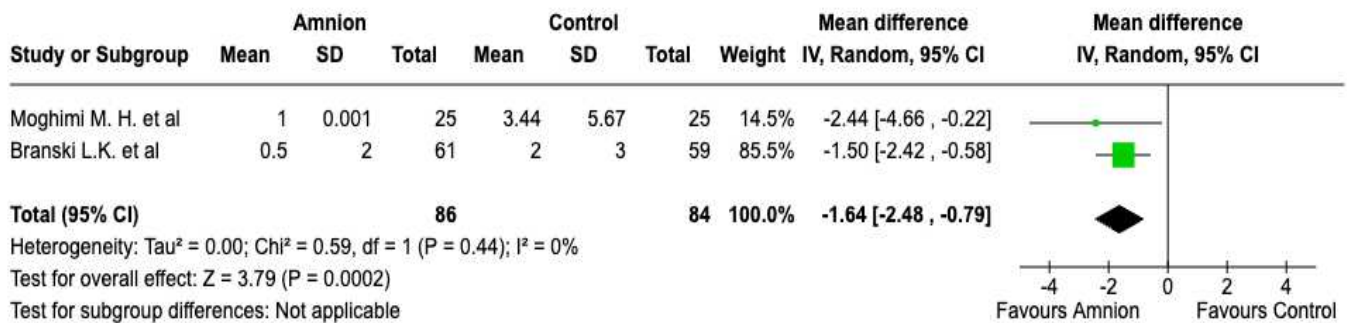 Amnion Control Mean difference Mean difference
Study or Subgroup Mean SD Total Mean SD Total Weight IV, Random, 95% CI IV, Random, 95% CI
Moghimi M. H. et al 1 0.001 25 3.44 5.67 25 14.5% -2.44 [-4.66 , -0.22]
Branski L.K. et al 0.5 2 61 2 3 59 85.5% -1.50 [-2.42 , -0.58]
Total (95% CI) 86 84 100.0% -1.64 [-2.48 , -0.79]
Heterogeneity: Tau² = 0.00; Chi² = 0.59, df = 1 (P = 0.44); I² = 0%
Test for overall effect: Z = 3.79 (P = 0.0002)
Test for subgroup differences: Not applicable
-4 -2 0 2 4
Favours Amnion Favours Control